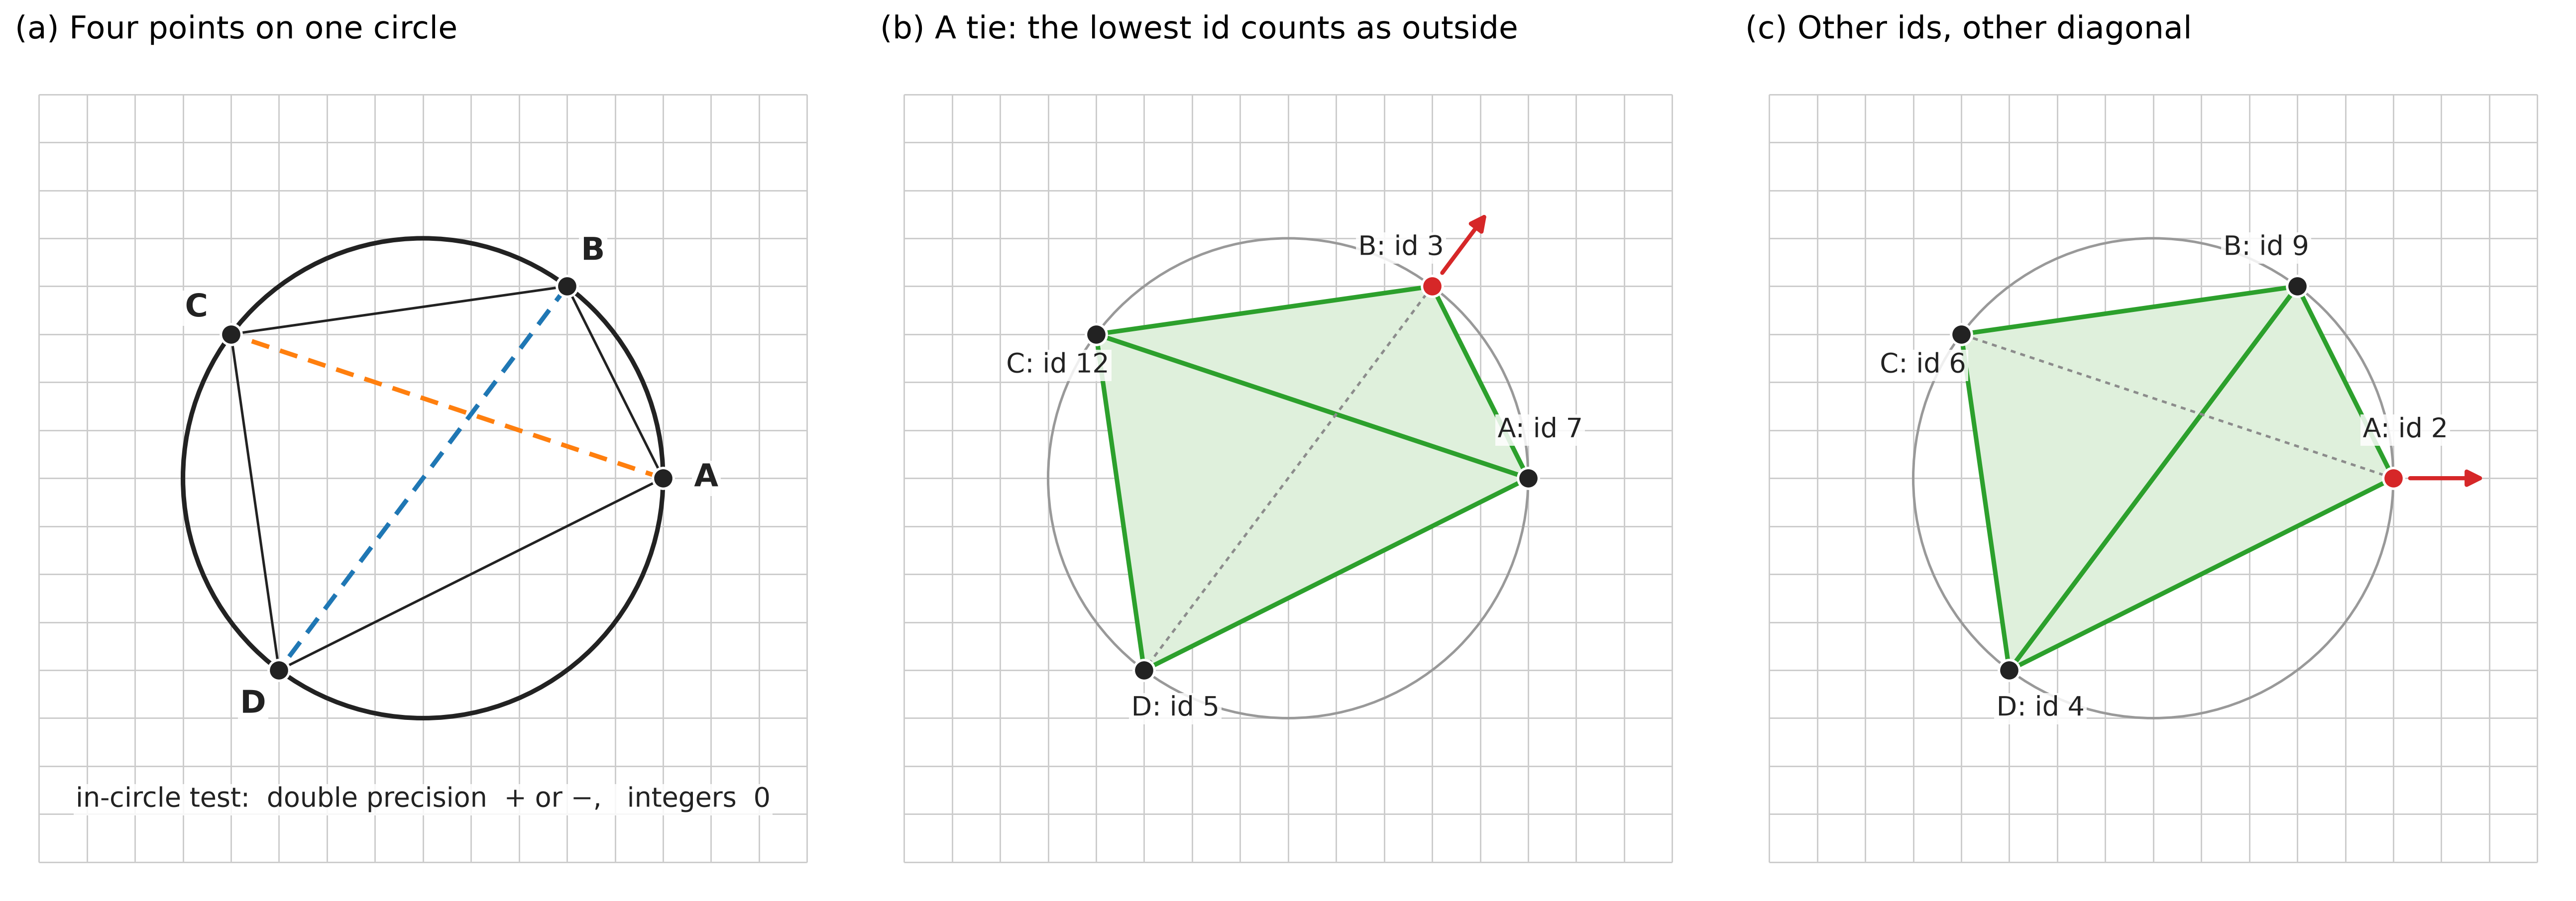 (a) Four points on one circle
B
C
A
D
in-circle test:  double precision  + or −,   integers  0
(b) A tie: the lowest id counts as outside
B: id 3
C: id 12
A: id 7
D: id 5
(c) Other ids, other diagonal
B: id 9
C: id 6
A: id 2
D: id 4